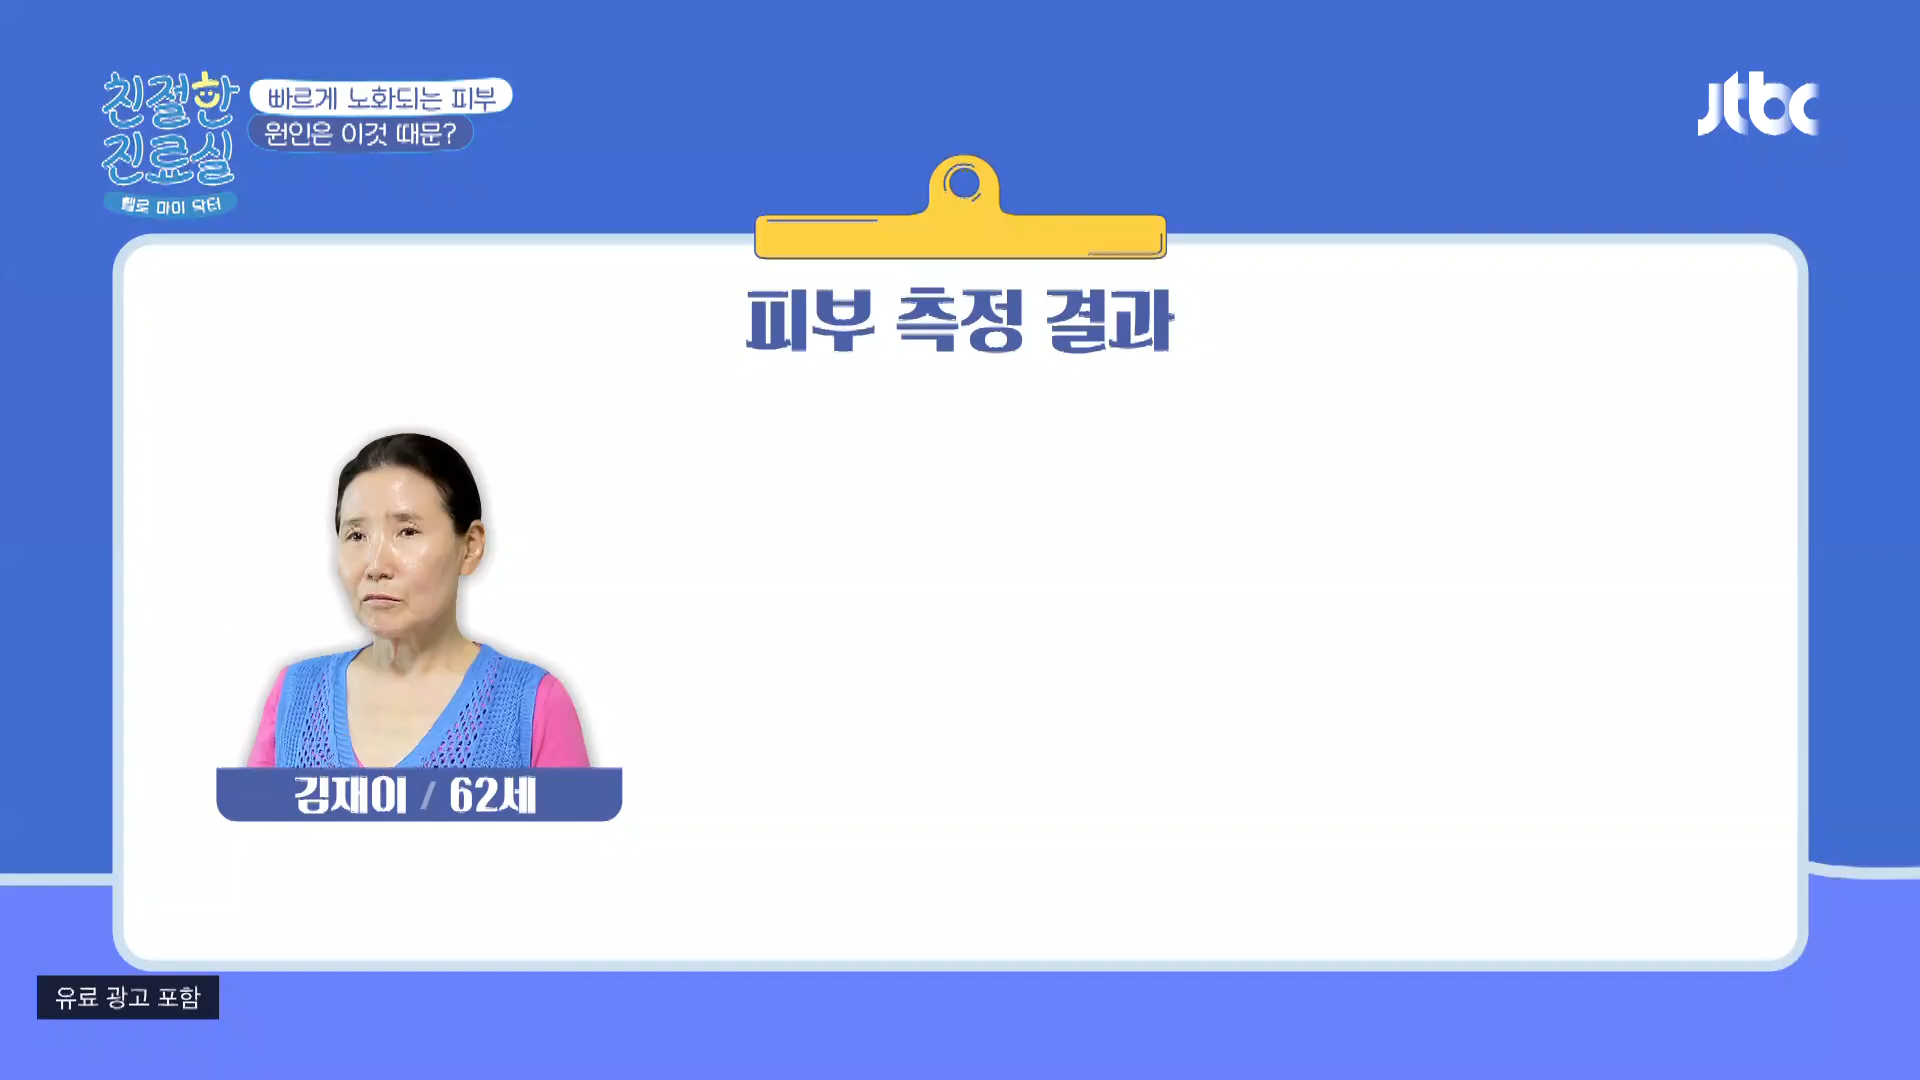 친절한
진료실
헬로 마이 닥터
빠르게 노화되는 피부
원인은 이것 때문?
jtbc
피부 측정 결과
김재이 / 62세
유료 광고 포함